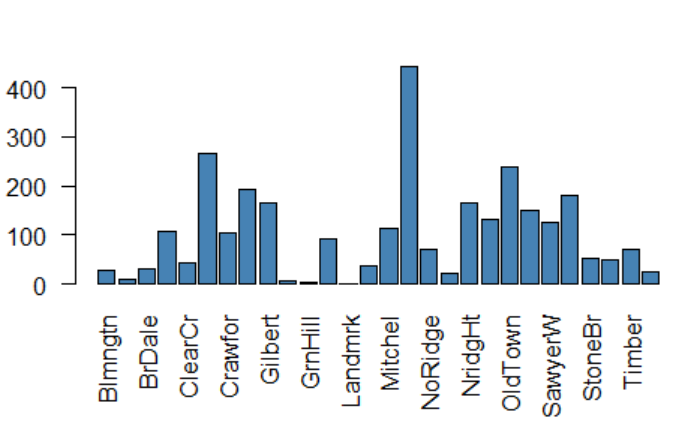 400
300
200
100
0
Blmngtn
BrDale
ClearCr
Crawfor
Gilbert
GrnHill
Landmrk
Mitchel
NoRidge
NridgHt
OldTown
SawyerW
StoneBr
Timber